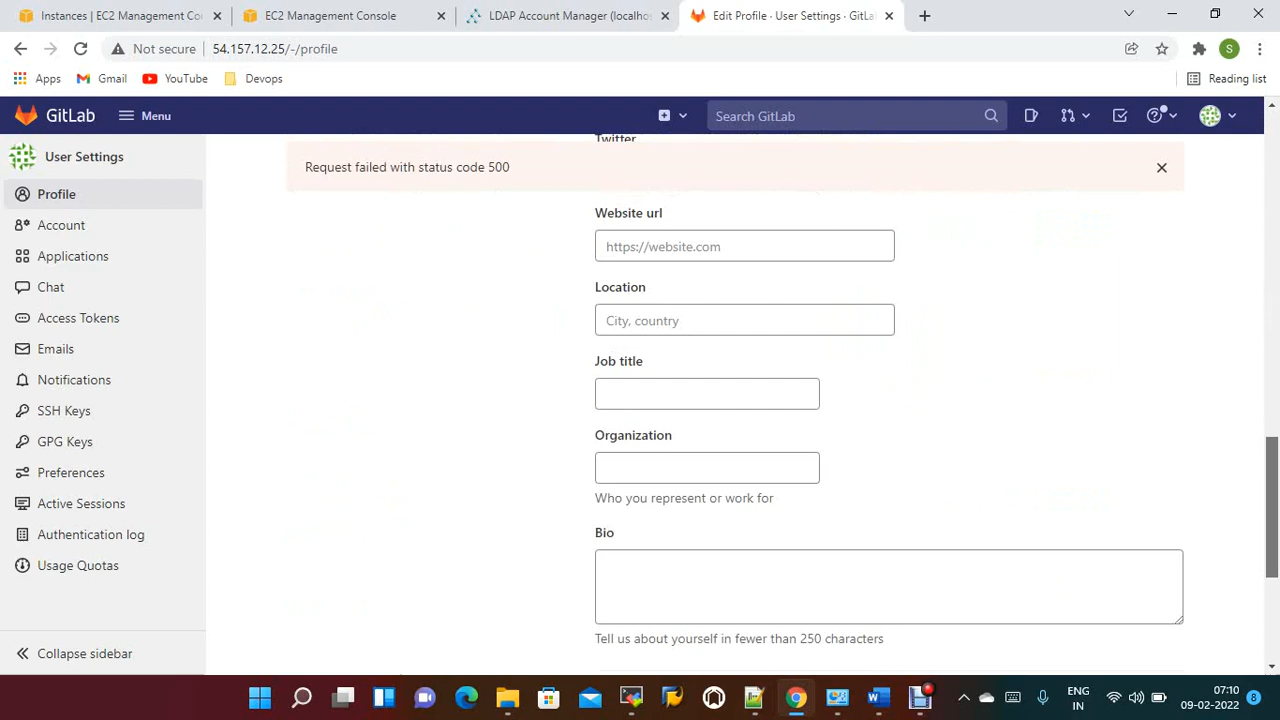 Instances | EC2 Management Co
EC2 Management Console
LDAP Account Manager (localho
Edit Profile · User Settings · GitLa
Not secure
54.157.12.25/-/profile
S
Apps
Gmail
YouTube
Devops
Reading list
GitLab
Menu
Search GitLab
User Settings
Twitter
Request failed with status code 500
Profile
Account
Applications
Chat
Access Tokens
Emails
Notifications
SSH Keys
GPG Keys
Preferences
Active Sessions
Authentication log
Usage Quotas
Collapse sidebar
Website url
https://website.com
Location
City, country
Job title
Organization
Who you represent or work for
Bio
Tell us about yourself in fewer than 250 characters
ENG
IN
07:10
09-02-2022
8